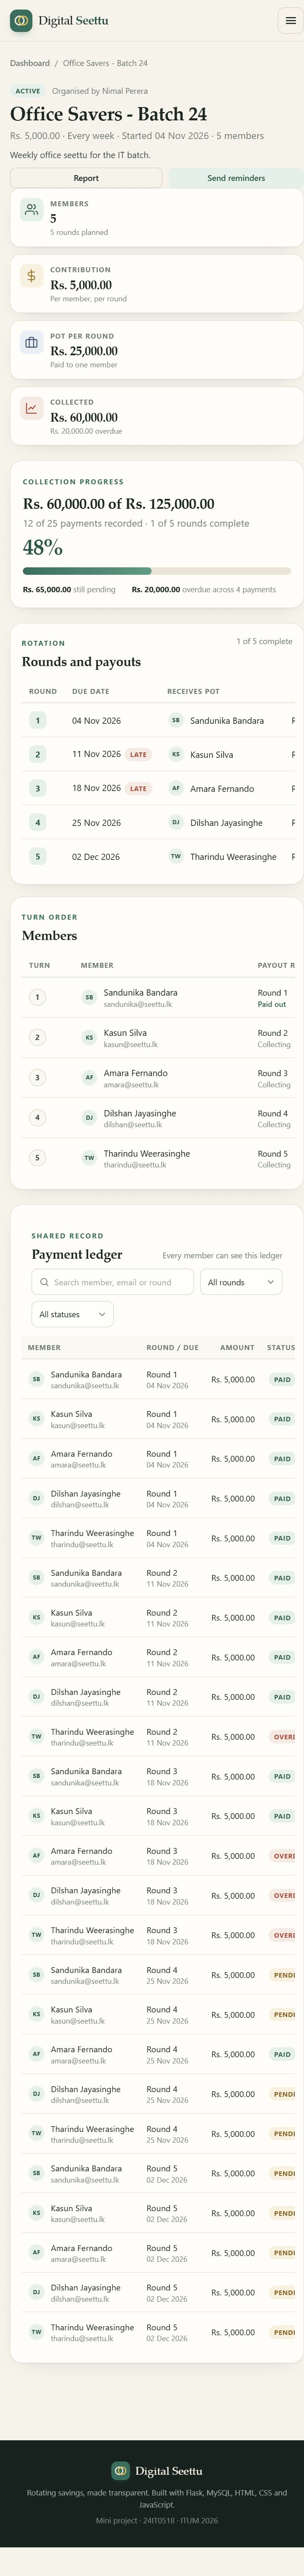 Digital Seettu
Dashboard / Office Savers - Batch 24
ACTIVE Organised by Nimal Perera
Office Savers - Batch 24
Rs. 5,000.00 · Every week · Started 04 Nov 2026 · 5 members
Weekly office seettu for the IT batch.
Report Send reminders
MEMBERS
5
5 rounds planned
CONTRIBUTION
Rs. 5,000.00
Per member, per round
POT PER ROUND
Rs. 25,000.00
Paid to one member
COLLECTED
Rs. 60,000.00
Rs. 20,000.00 overdue
COLLECTION PROGRESS
Rs. 60,000.00 of Rs. 125,000.00
12 of 25 payments recorded · 1 of 5 rounds complete
48%
Rs. 65,000.00 still pending Rs. 20,000.00 overdue across 4 payments
ROTATION 1 of 5 complete
Rounds and payouts
ROUND DUE DATE RECEIVES POT
1 04 Nov 2026 SB Sandunika Bandara
2 11 Nov 2026 LATE KS Kasun Silva
3 18 Nov 2026 LATE AF Amara Fernando
4 25 Nov 2026 DJ Dilshan Jayasinghe
5 02 Dec 2026 TW Tharindu Weerasinghe
TURN ORDER
Members
TURN MEMBER PAYOUT R
1 SB Sandunika Bandara Round 1
sandunika@seettu.lk Paid out
2 KS Kasun Silva Round 2
kasun@seettu.lk Collecting
3 AF Amara Fernando Round 3
amara@seettu.lk Collecting
4 DJ Dilshan Jayasinghe Round 4
dilshan@seettu.lk Collecting
5 TW Tharindu Weerasinghe Round 5
tharindu@seettu.lk Collecting
SHARED RECORD
Payment ledger Every member can see this ledger
Search member, email or round All rounds
All statuses
MEMBER ROUND / DUE AMOUNT STATUS
SB Sandunika Bandara Round 1 Rs. 5,000.00 PAID
sandunika@seettu.lk 04 Nov 2026
KS Kasun Silva Round 1 Rs. 5,000.00 PAID
kasun@seettu.lk 04 Nov 2026
AF Amara Fernando Round 1 Rs. 5,000.00 PAID
amara@seettu.lk 04 Nov 2026
DJ Dilshan Jayasinghe Round 1 Rs. 5,000.00 PAID
dilshan@seettu.lk 04 Nov 2026
TW Tharindu Weerasinghe Round 1 Rs. 5,000.00 PAID
tharindu@seettu.lk 04 Nov 2026
SB Sandunika Bandara Round 2 Rs. 5,000.00 PAID
sandunika@seettu.lk 11 Nov 2026
KS Kasun Silva Round 2 Rs. 5,000.00 PAID
kasun@seettu.lk 11 Nov 2026
AF Amara Fernando Round 2 Rs. 5,000.00 PAID
amara@seettu.lk 11 Nov 2026
DJ Dilshan Jayasinghe Round 2 Rs. 5,000.00 PAID
dilshan@seettu.lk 11 Nov 2026
TW Tharindu Weerasinghe Round 2 Rs. 5,000.00 OVERD
tharindu@seettu.lk 11 Nov 2026
SB Sandunika Bandara Round 3 Rs. 5,000.00 PAID
sandunika@seettu.lk 18 Nov 2026
KS Kasun Silva Round 3 Rs. 5,000.00 PAID
kasun@seettu.lk 18 Nov 2026
AF Amara Fernando Round 3 Rs. 5,000.00 OVERD
amara@seettu.lk 18 Nov 2026
DJ Dilshan Jayasinghe Round 3 Rs. 5,000.00 OVERD
dilshan@seettu.lk 18 Nov 2026
TW Tharindu Weerasinghe Round 3 Rs. 5,000.00 OVERD
tharindu@seettu.lk 18 Nov 2026
SB Sandunika Bandara Round 4 Rs. 5,000.00 PENDI
sandunika@seettu.lk 25 Nov 2026
KS Kasun Silva Round 4 Rs. 5,000.00 PENDI
kasun@seettu.lk 25 Nov 2026
AF Amara Fernando Round 4 Rs. 5,000.00 PAID
amara@seettu.lk 25 Nov 2026
DJ Dilshan Jayasinghe Round 4 Rs. 5,000.00 PENDI
dilshan@seettu.lk 25 Nov 2026
TW Tharindu Weerasinghe Round 4 Rs. 5,000.00 PENDI
tharindu@seettu.lk 25 Nov 2026
SB Sandunika Bandara Round 5 Rs. 5,000.00 PENDI
sandunika@seettu.lk 02 Dec 2026
KS Kasun Silva Round 5 Rs. 5,000.00 PENDI
kasun@seettu.lk 02 Dec 2026
AF Amara Fernando Round 5 Rs. 5,000.00 PENDI
amara@seettu.lk 02 Dec 2026
DJ Dilshan Jayasinghe Round 5 Rs. 5,000.00 PENDI
dilshan@seettu.lk 02 Dec 2026
TW Tharindu Weerasinghe Round 5 Rs. 5,000.00 PENDI
tharindu@seettu.lk 02 Dec 2026
Digital Seettu
Rotating savings, made transparent. Built with Flask, MySQL, HTML, CSS and
JavaScript.
Mini project · 24IT0518 · ITUM 2026